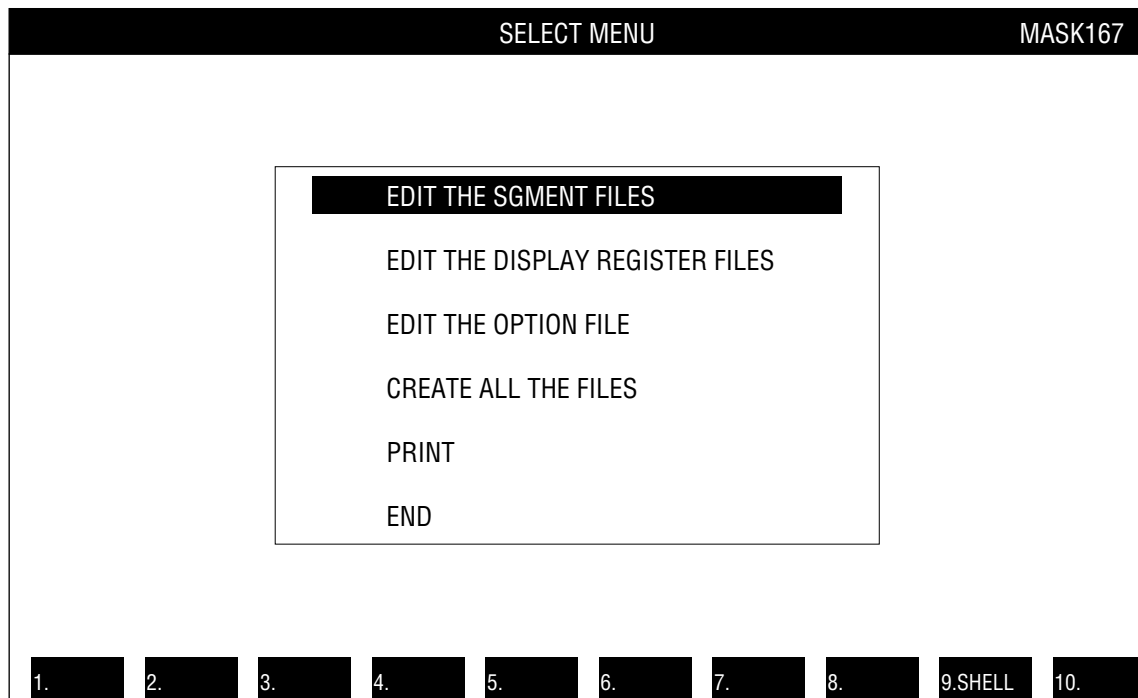 SELECT MENU MASK167
EDIT THE SGMENT FILES
EDIT THE DISPLAY REGISTER FILES
EDIT THE OPTION FILE
CREATE ALL THE FILES
PRINT
END
1. 2. 3. 4. 5. 6. 7. 8. 9.SHELL 10.